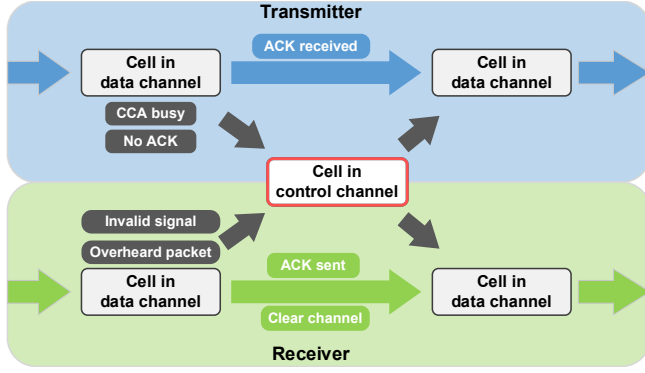 Transmitter
Cell in
data channel
ACK received
Cell in
data channel
CCA busy
No ACK
Cell in
control channel
Invalid signal
Overheard packet
Cell in
data channel
ACK sent
Clear channel
Cell in
data channel
Receiver